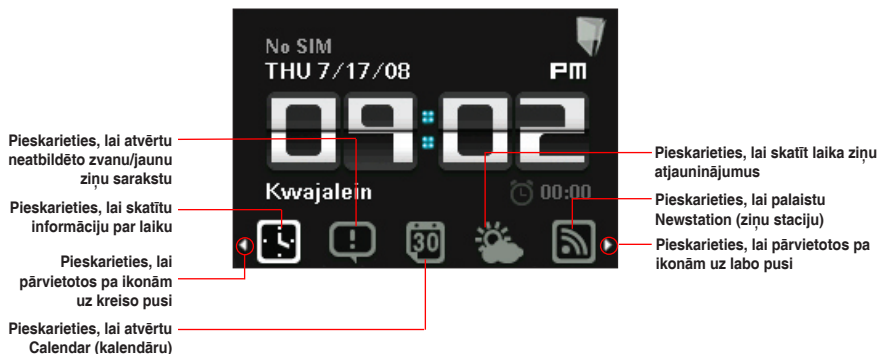 No SIM
THU 7/17/08
PM
09:02
Kwajalein
00:00
30
Pieskarieties, lai atvērtu
neatbildēto zvanu/jaunu
ziņu sarakstu
Pieskarieties, lai skatītu
informāciju par laiku
Pieskarieties, lai
pārvietotos pa ikonām
uz kreiso pusi
Pieskarieties, lai atvērtu
Calendar (kalendāru)
Pieskarieties, lai skatīt laika ziņu
atjauninājumus
Pieskarieties, lai palaistu
Newstation (ziņu staciju)
Pieskarieties, lai pārvietotos pa
ikonām uz labo pusi